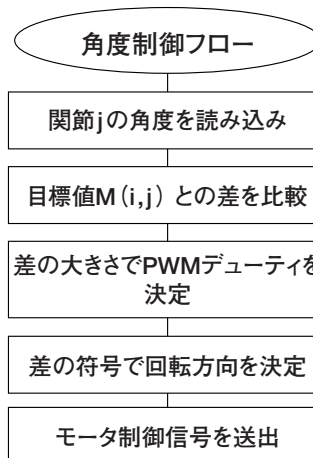 角度制御フロー
関節jの角度を読み込み
目標値M(i,j) との差を比較
差の大きさでPWMデューティを
決定
差の符号で回転方向を決定
モータ制御信号を送出